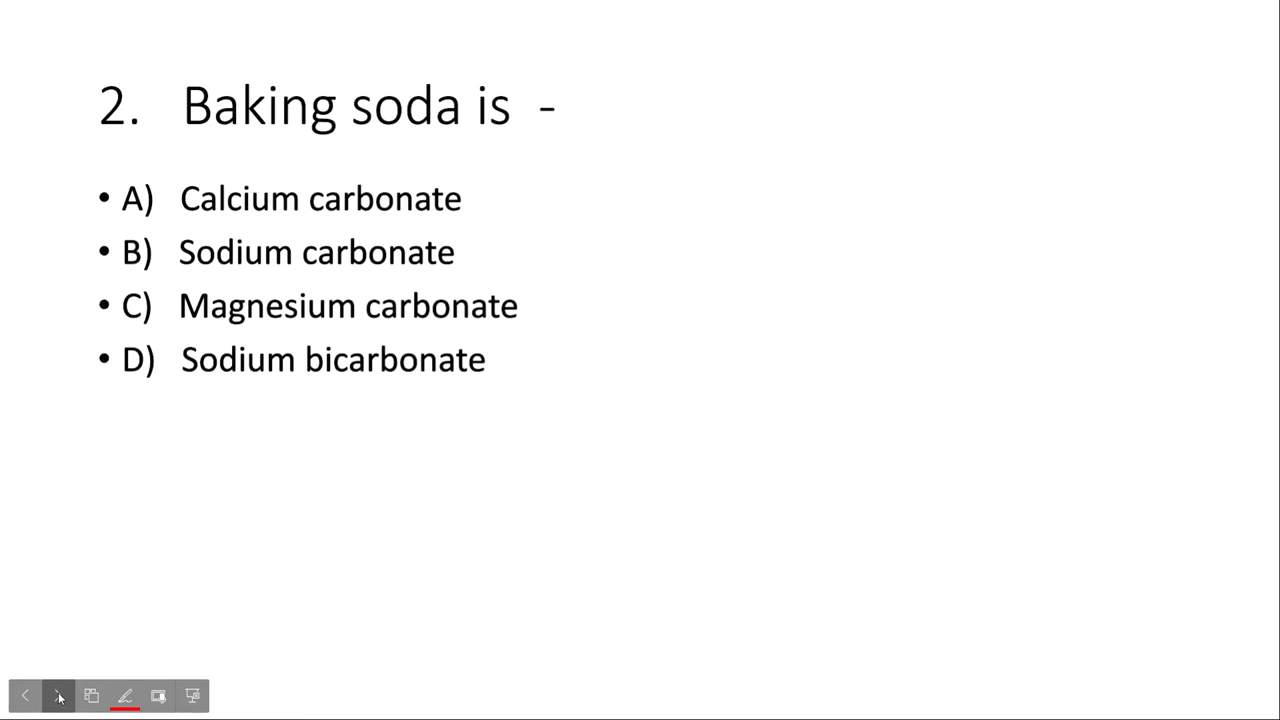 2. Baking soda is -
• A) Calcium carbonate
• B) Sodium carbonate
• C) Magnesium carbonate
• D) Sodium bicarbonate